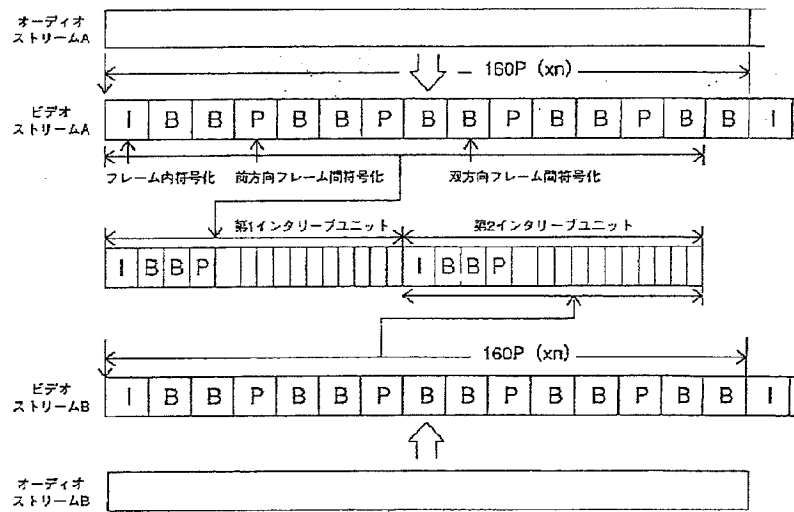 オーディオ
ストリームA
160P (xn)
ビデオ
ストリームA
I B B P B B P B B P B B P B B I
フレーム内符号化 前方向フレーム間符号化 双方向フレーム間符号化
第1インタリーブユニット 第2インタリーブユニット
I B B P I B B P
160P (xn)
ビデオ
ストリームB
I B B P B B P B B P B B P B B I
オーディオ
ストリームB